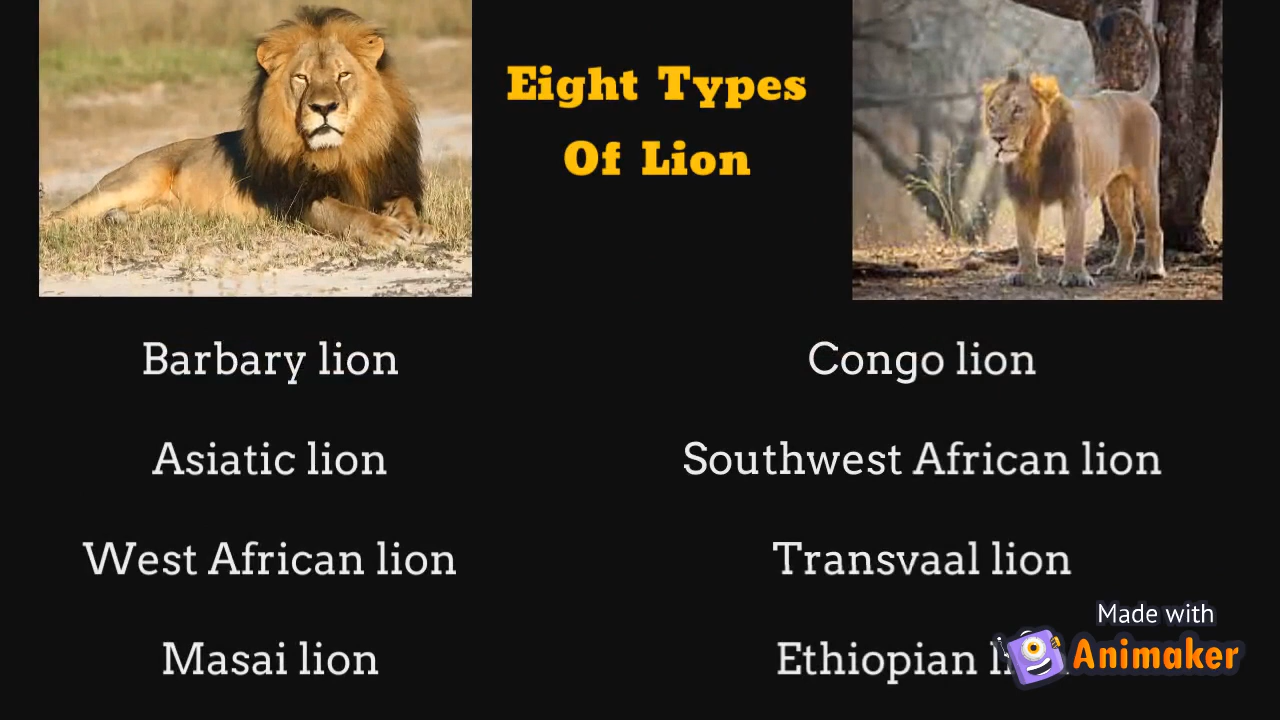 Eight Types
Of Lion
Barbary lion
Congo lion
Asiatic lion
Southwest African lion
West African lion
Transvaal lion
Masai lion
Ethiopian
Made with
Animaker